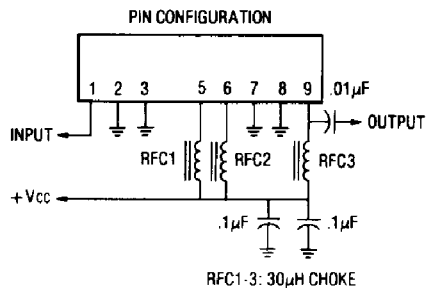 PIN CONFIGURATION
1 2 3 5 6 7 8 9 .01µF
INPUT
OUTPUT
RFC1 RFC2 RFC3
+Vcc
.1µF .1µF
RFC1-3: 30µH CHOKE